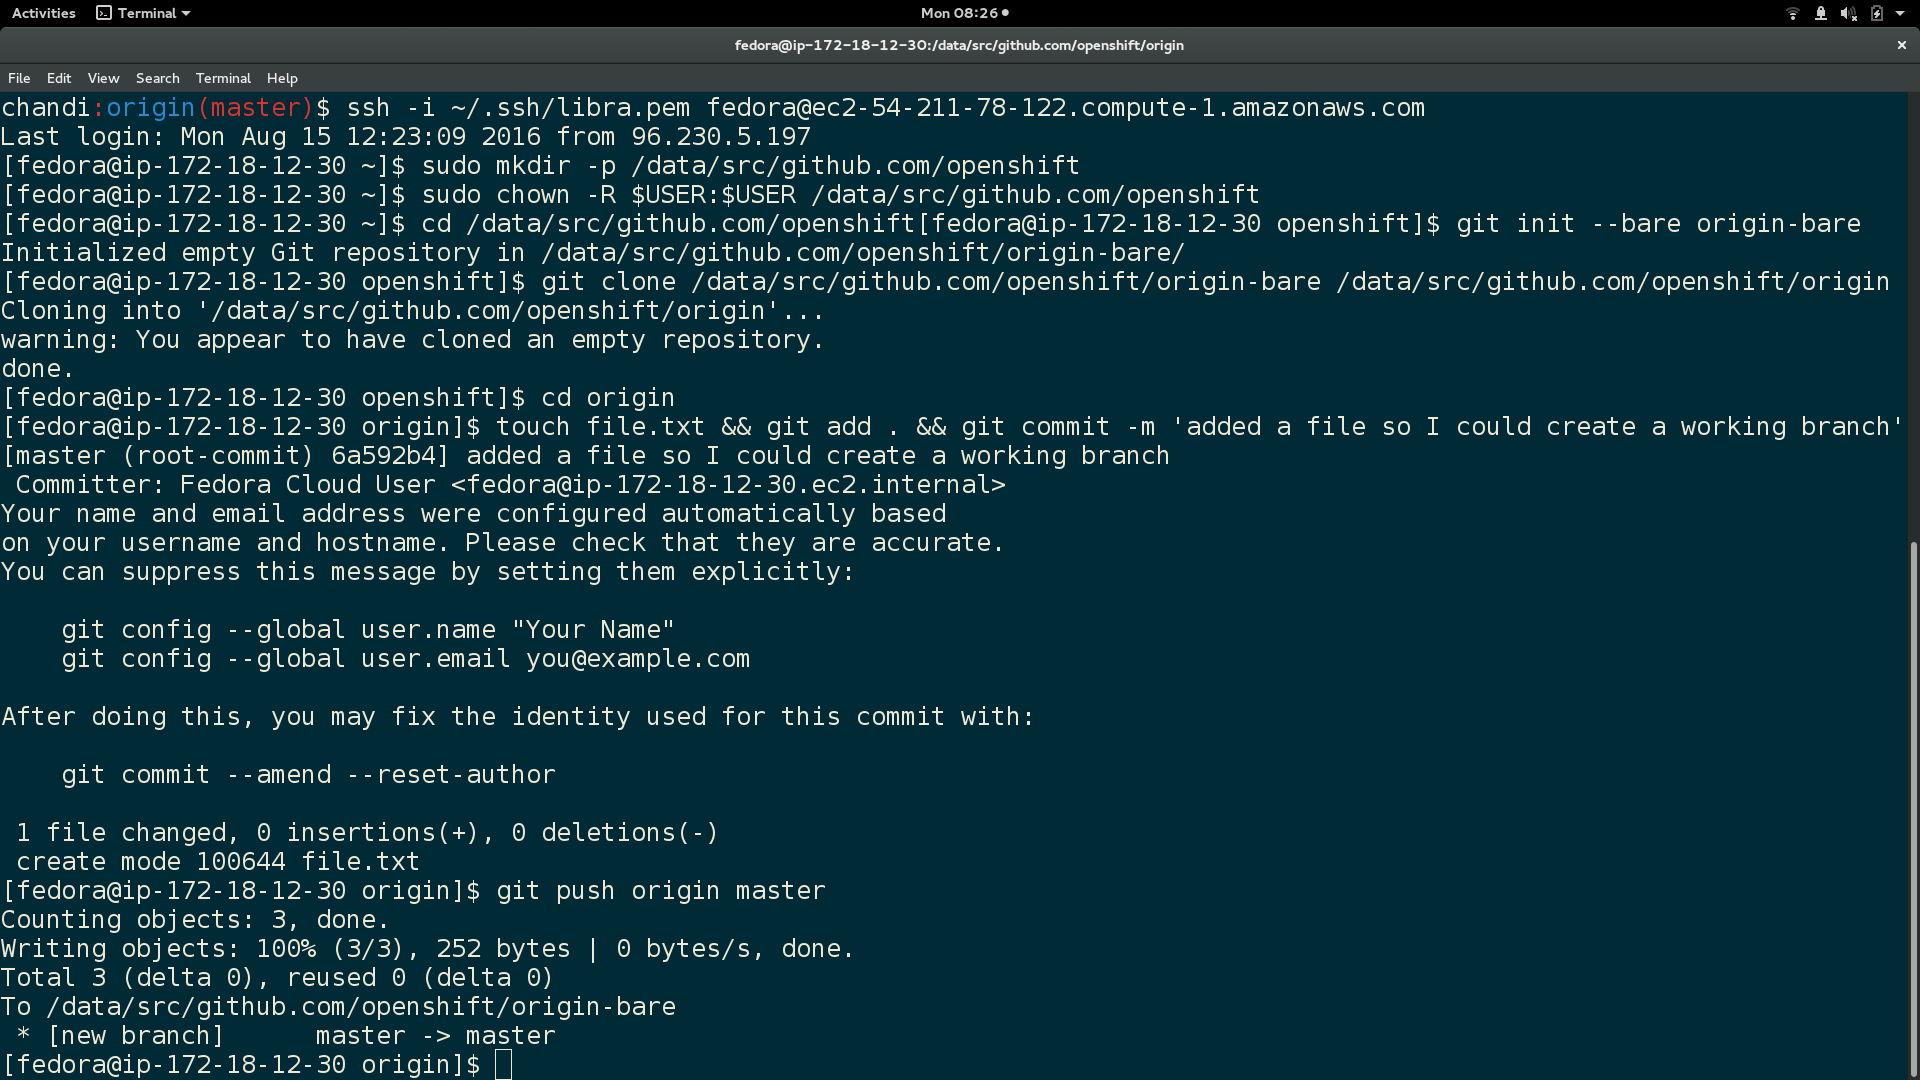 Activities Terminal Mon 08:26
fedora@ip-172-18-12-30:/data/src/github.com/openshift/origin
File Edit View Search Terminal Help
chandi:origin(master)$ ssh -i ~/.ssh/libra.pem fedora@ec2-54-211-78-122.compute-1.amazonaws.com
Last login: Mon Aug 15 12:23:09 2016 from 96.230.5.197
[fedora@ip-172-18-12-30 ~]$ sudo mkdir -p /data/src/github.com/openshift
[fedora@ip-172-18-12-30 ~]$ sudo chown -R $USER:$USER /data/src/github.com/openshift
[fedora@ip-172-18-12-30 ~]$ cd /data/src/github.com/openshift[fedora@ip-172-18-12-30 openshift]$ git init --bare origin-bare
Initialized empty Git repository in /data/src/github.com/openshift/origin-bare/
[fedora@ip-172-18-12-30 openshift]$ git clone /data/src/github.com/openshift/origin-bare /data/src/github.com/openshift/origin
Cloning into '/data/src/github.com/openshift/origin'...
warning: You appear to have cloned an empty repository.
done.
[fedora@ip-172-18-12-30 openshift]$ cd origin
[fedora@ip-172-18-12-30 origin]$ touch file.txt && git add . && git commit -m 'added a file so I could create a working branch'
[master (root-commit) 6a592b4] added a file so I could create a working branch
 Committer: Fedora Cloud User <fedora@ip-172-18-12-30.ec2.internal>
Your name and email address were configured automatically based
on your username and hostname. Please check that they are accurate.
You can suppress this message by setting them explicitly:
    git config --global user.name "Your Name"
    git config --global user.email you@example.com
After doing this, you may fix the identity used for this commit with:
    git commit --amend --reset-author
 1 file changed, 0 insertions(+), 0 deletions(-)
 create mode 100644 file.txt
[fedora@ip-172-18-12-30 origin]$ git push origin master
Counting objects: 3, done.
Writing objects: 100% (3/3), 252 bytes | 0 bytes/s, done.
Total 3 (delta 0), reused 0 (delta 0)
To /data/src/github.com/openshift/origin-bare
 * [new branch]      master -> master
[fedora@ip-172-18-12-30 origin]$